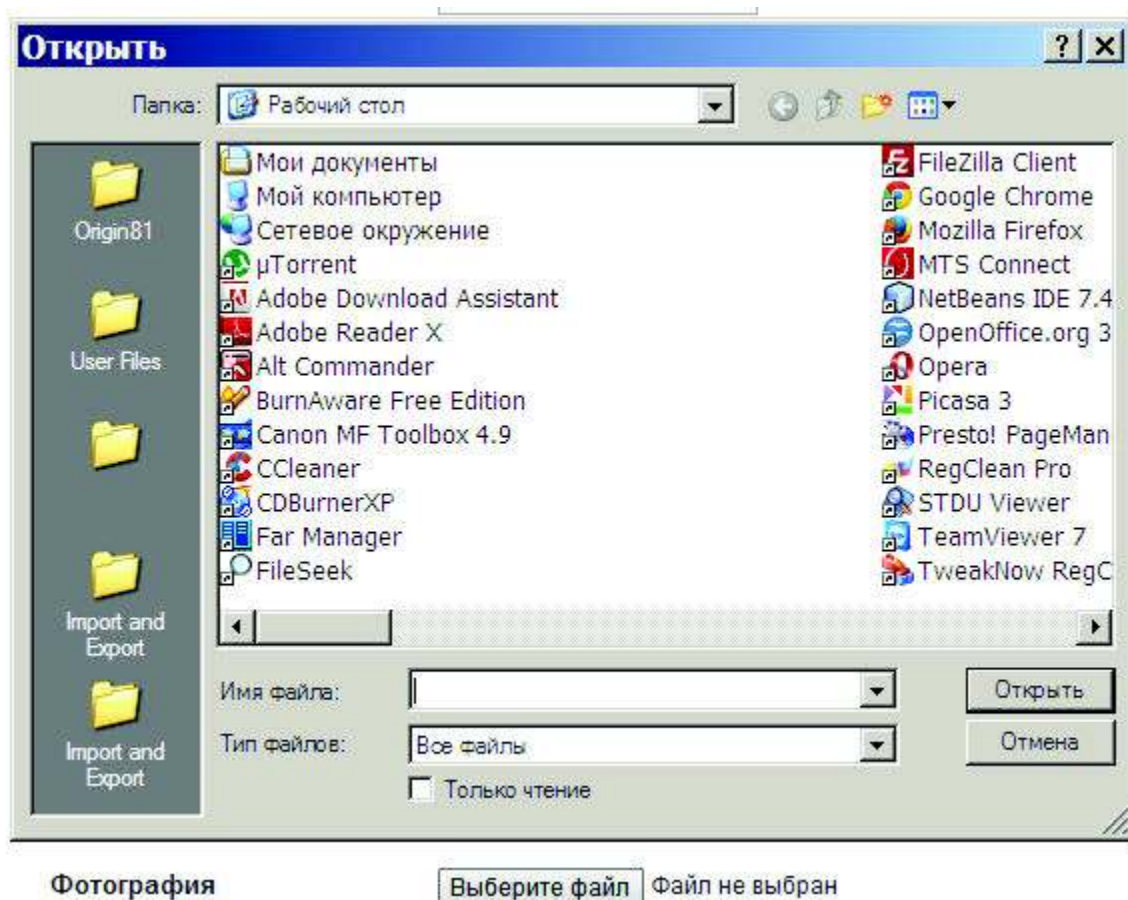 Открыть
Папка: Рабочий стол
Origin81
User Files
Import and
Export
Import and
Export
Мои документы
Мой компьютер
Сетевое окружение
µTorrent
Adobe Download Assistant
Adobe Reader X
Alt Commander
BurnAware Free Edition
Canon MF Toolbox 4.9
CCleaner
CDBurnerXP
Far Manager
FileSeek
FileZilla Client
Google Chrome
Mozilla Firefox
MTS Connect
NetBeans IDE 7.4
OpenOffice.org 3
Opera
Picasa 3
Presto! PageMan
RegClean Pro
STDU Viewer
TeamViewer 7
TweakNow RegC
Имя файла:
Открыть
Тип файлов: Все файлы
Отмена
Только чтение
Фотография Выберите файл Файл не выбран